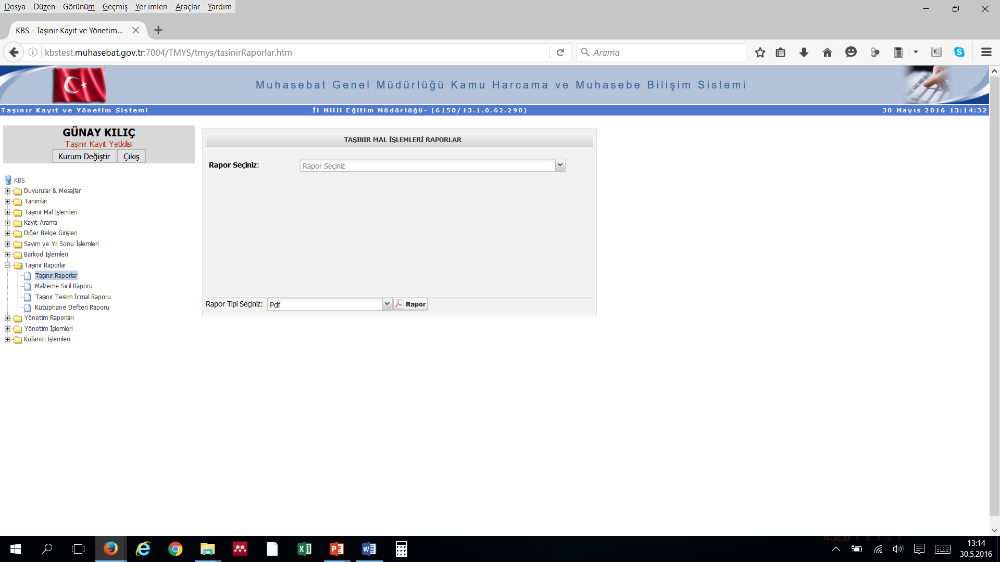 Dosya Düzen Görünüm Geçmiş Yer imleri Araçlar Yardım
KBS - Taşınır Kayıt ve Yönetim...
kbstest.muhasebat.gov.tr:7004/TMYS/tmys/tasinirRaporlar.htm
Arama
Muhasebat Genel Müdürlüğü Kamu Harcama ve Muhasebe Bilişim Sistemi
Taşınır Kayıt ve Yönetim Sistemi
İl Milli Eğitim Müdürlüğü- (6150/13.1.0.62.290)
30 Mayıs 2016 13:14:32
GÜNAY KILIÇ
Taşınır Kayıt Yetkilisi
Kurum Değiştir
Çıkış
KBS
Duyurular & Mesajlar
Tanımlar
Taşınır Mal İşlemleri
Kayıt Arama
Diğer Belge Girişleri
Sayım ve Yıl Sonu İşlemleri
Barkod İşlemleri
Taşınır Raporlar
Taşınır Raporlar
Malzeme Sicil Raporu
Taşınır Teslim İcmal Raporu
Kütüphane Defteri Raporu
Yönetim Raporları
Yönetim İşlemleri
Kullanıcı İşlemleri
TAŞINIR MAL İŞLEMLERİ RAPORLAR
Rapor Seçiniz:
Rapor Seçiniz
Rapor Tipi Seçiniz:
Pdf
Rapor
13:14
30.5.2016